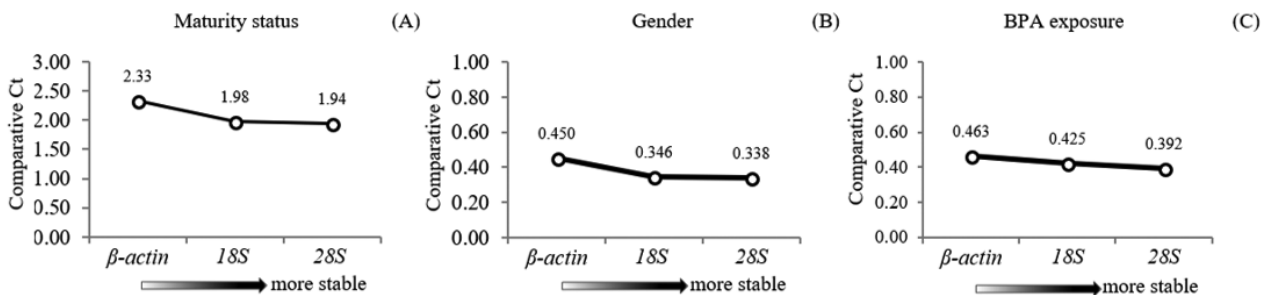 Maturity status (A)
Comparative Ct
3.00
2.50
2.00
1.50
1.00
0.50
0.00
2.33
1.98
1.94
β-actin 18S 28S
more stable
Gender (B)
Comparative Ct
1.00
0.80
0.60
0.40
0.20
0.00
0.450
0.346
0.338
β-actin 18S 28S
more stable
BPA exposure (C)
Comparative Ct
1.00
0.80
0.60
0.40
0.20
0.00
0.463
0.425
0.392
β-actin 18S 28S
more stable